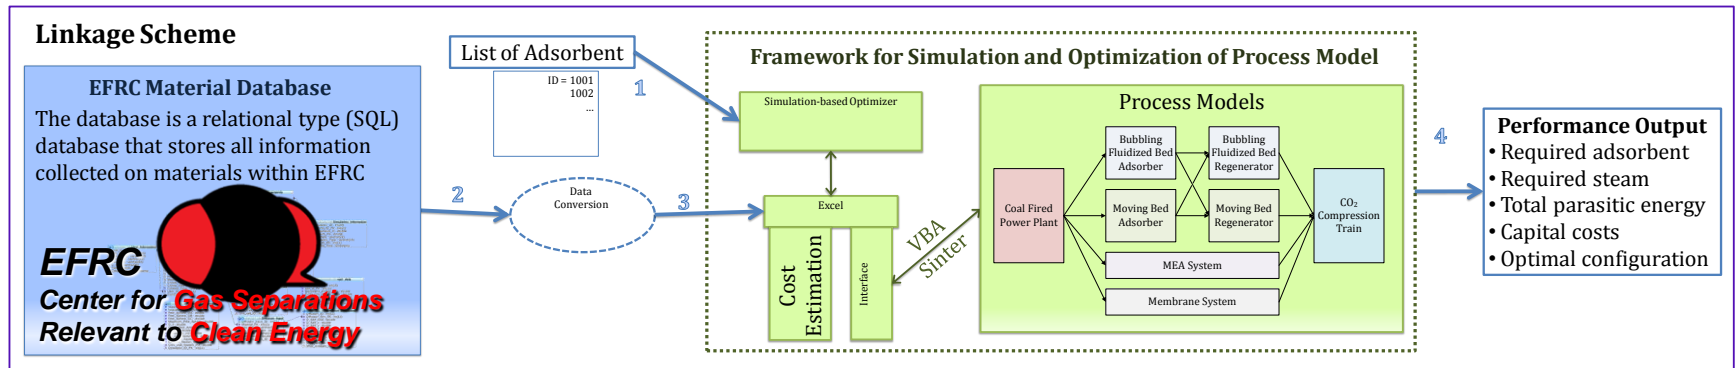 Linkage Scheme
EFRC Material Database
The database is a relational type (SQL)
database that stores all information
collected on materials within EFRC
EFRC
Center for Gas Separations
Relevant to Clean Energy
List of Adsorbent
ID = 1001
1002
...
1
2
Data
Conversion
3
Framework for Simulation and Optimization of Process Model
Simulation-based Optimizer
Excel
Cost
Estimation
Interface
VBA
Sinter
Process Models
Coal Fired
Power Plant
Bubbling
Fluidized Bed
Adsorber
Bubbling
Fluidized Bed
Regenerator
Moving Bed
Adsorber
Moving Bed
Regenerator
MEA System
Membrane System
CO₂
Compression
Train
4
Performance Output
• Required adsorbent
• Required steam
• Total parasitic energy
• Capital costs
• Optimal configuration